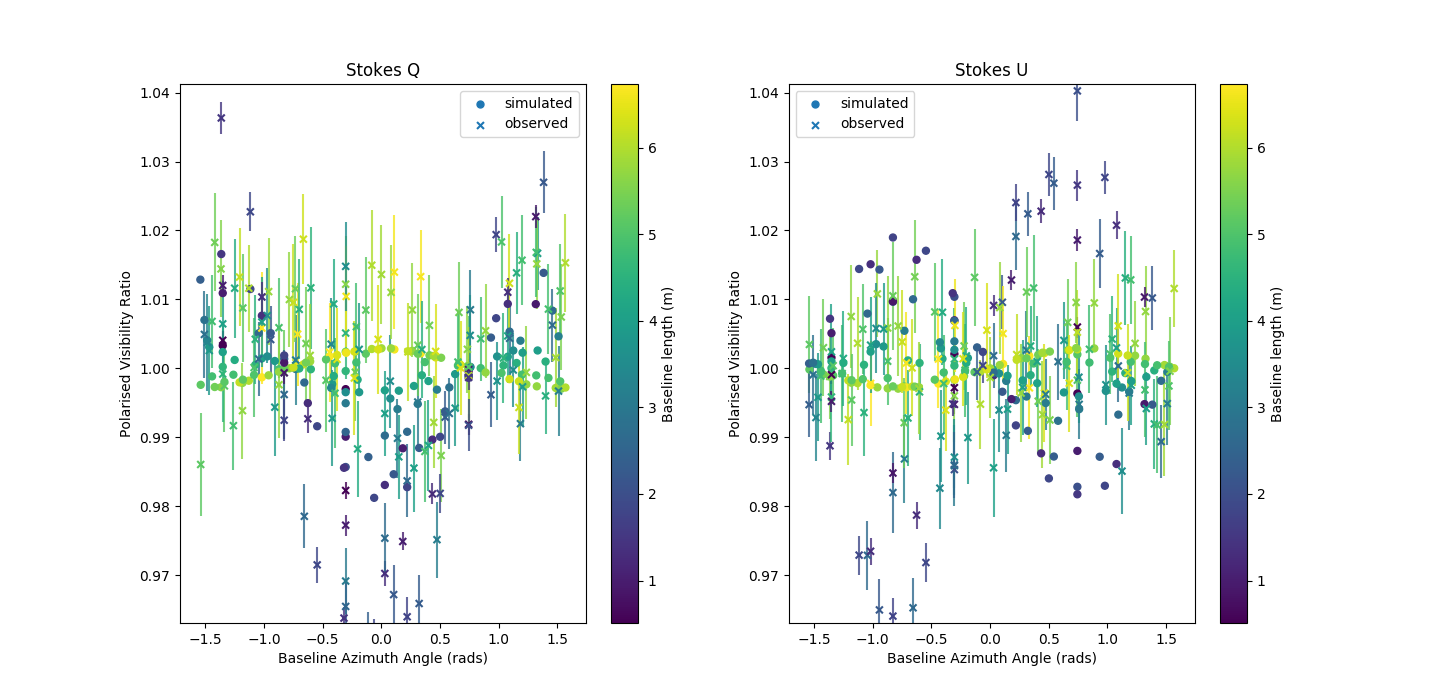 Stokes Q
Polarised Visibility Ratio
1.04
1.03
1.02
1.01
1.00
0.99
0.98
0.97
−1.5 −1.0 −0.5 0.0 0.5 1.0 1.5
Baseline Azimuth Angle (rads)
simulated
observed
6
5
4
3
2
1
Baseline length (m)
Stokes U
Polarised Visibility Ratio
1.04
1.03
1.02
1.01
1.00
0.99
0.98
0.97
−1.5 −1.0 −0.5 0.0 0.5 1.0 1.5
Baseline Azimuth Angle (rads)
simulated
observed
6
5
4
3
2
1
Baseline length (m)